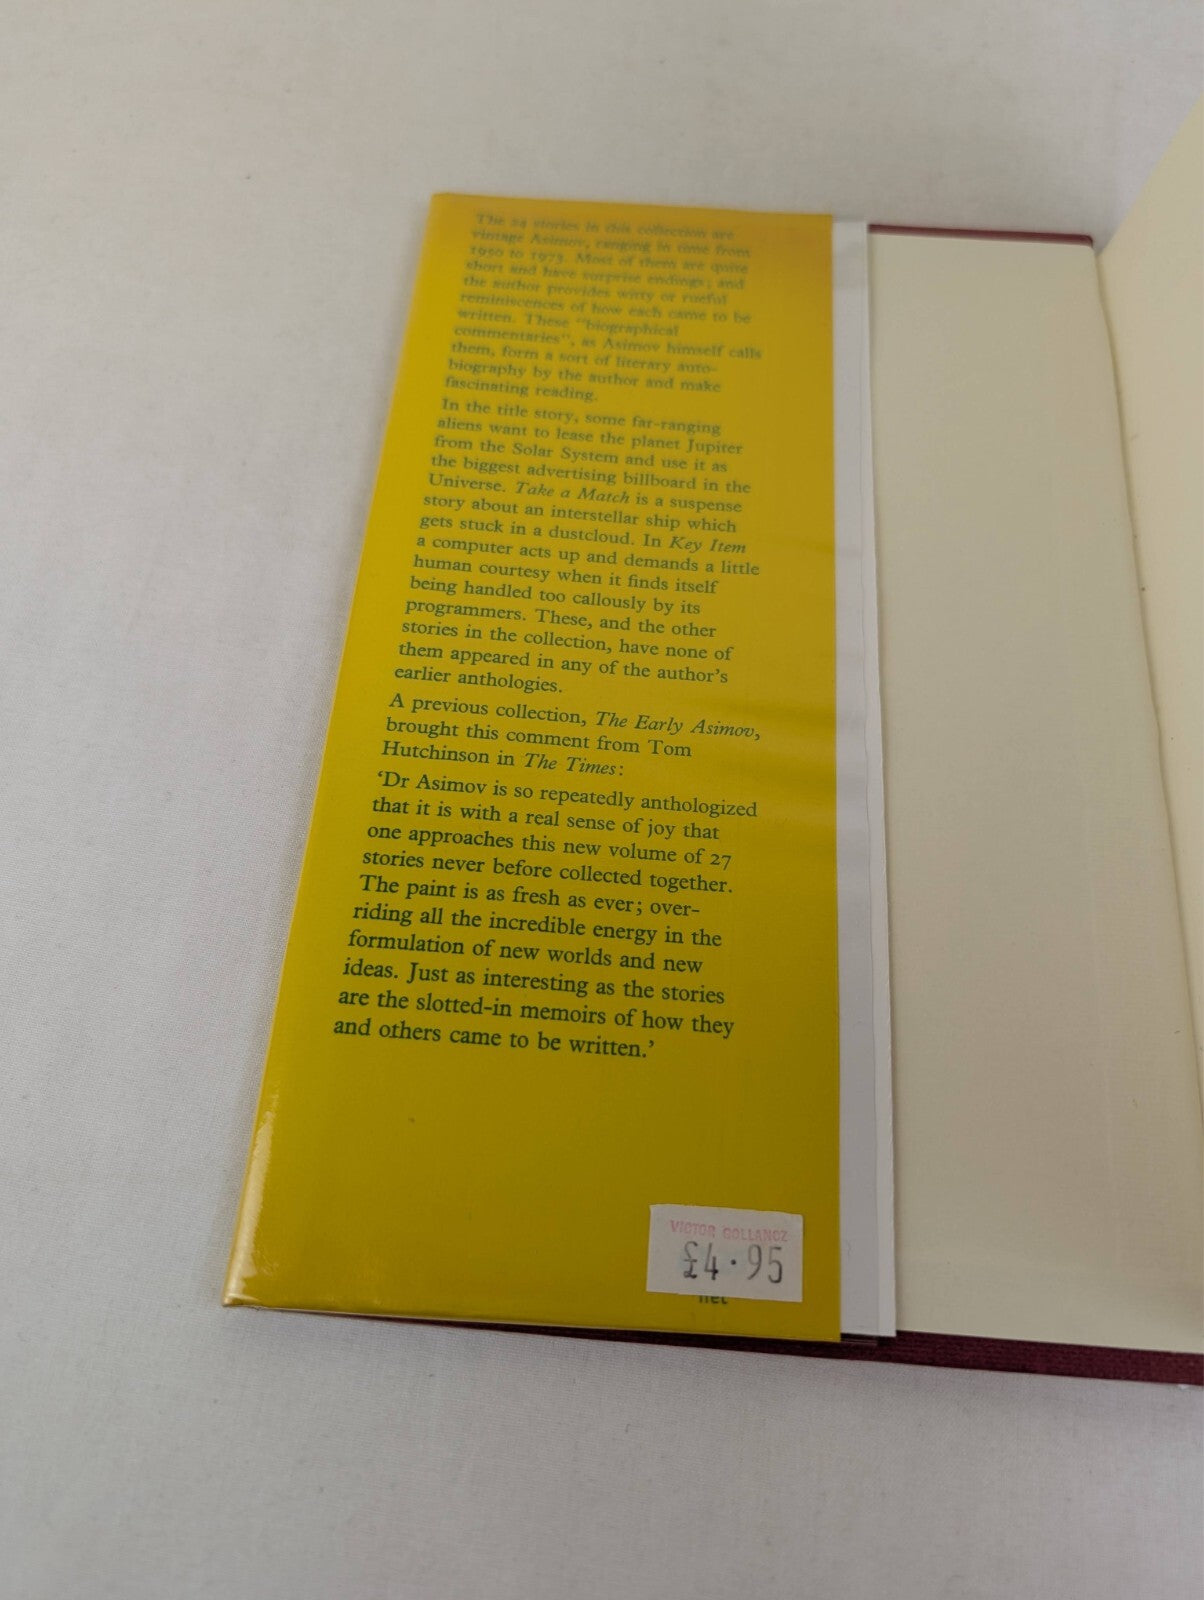 The 24 stories in this collection are
vintage Asimov, ranging in time from
1950 to 1973. Most of them are quite
short and have surprise endings; and
the author provides witty or rueful
reminiscences of how each came to be
written. These "biographical
commentaries", as Asimov himself calls
them, form a sort of literary auto-
biography by the author and make
fascinating reading.
In the title story, some far-ranging
aliens want to lease the planet Jupiter
from the Solar System and use it as
the biggest advertising billboard in the
Universe. Take a Match is a suspense
story about an interstellar ship which
gets stuck in a dustcloud. In Key Item
a computer acts up and demands a little
human courtesy when it finds itself
being handled too callously by its
programmers. These, and the other
stories in the collection, have none of
them appeared in any of the author's
earlier anthologies.
A previous collection, The Early Asimov,
brought this comment from Tom
Hutchinson in The Times:
'Dr Asimov is so repeatedly anthologized
that it is with a real sense of joy that
one approaches this new volume of 27
stories never before collected together.
The paint is as fresh as ever; over-
riding all the incredible energy in the
formulation of new worlds and new
ideas. Just as interesting as the stories
are the slotted-in memoirs of how they
and others came to be written.'
VICTOR GOLLANCZ
£4.95
net